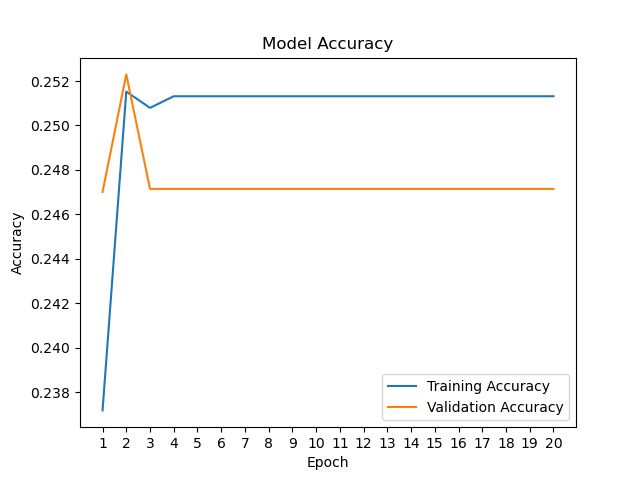 Model Accuracy
Accuracy
0.252
0.250
0.248
0.246
0.244
0.242
0.240
0.238
Training Accuracy
Validation Accuracy
1 2 3 4 5 6 7 8 9 10 11 12 13 14 15 16 17 18 19 20
Epoch